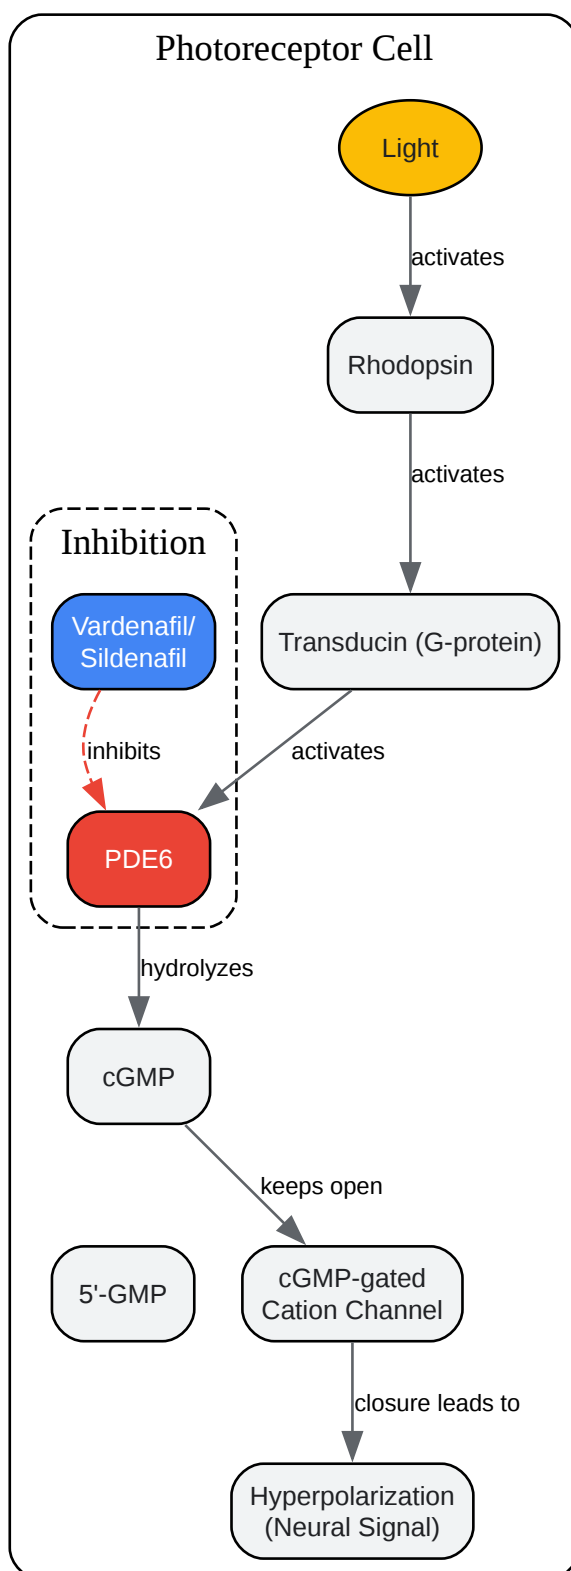 Photoreceptor Cell
Light
activates
Rhodopsin
activates
Inhibition
Vardenafil/
Sildenafil
Transducin (G-protein)
inhibits
activates
PDE6
hydrolyzes
cGMP
keeps open
5'-GMP
cGMP-gated
Cation Channel
closure leads to
Hyperpolarization
(Neural Signal)